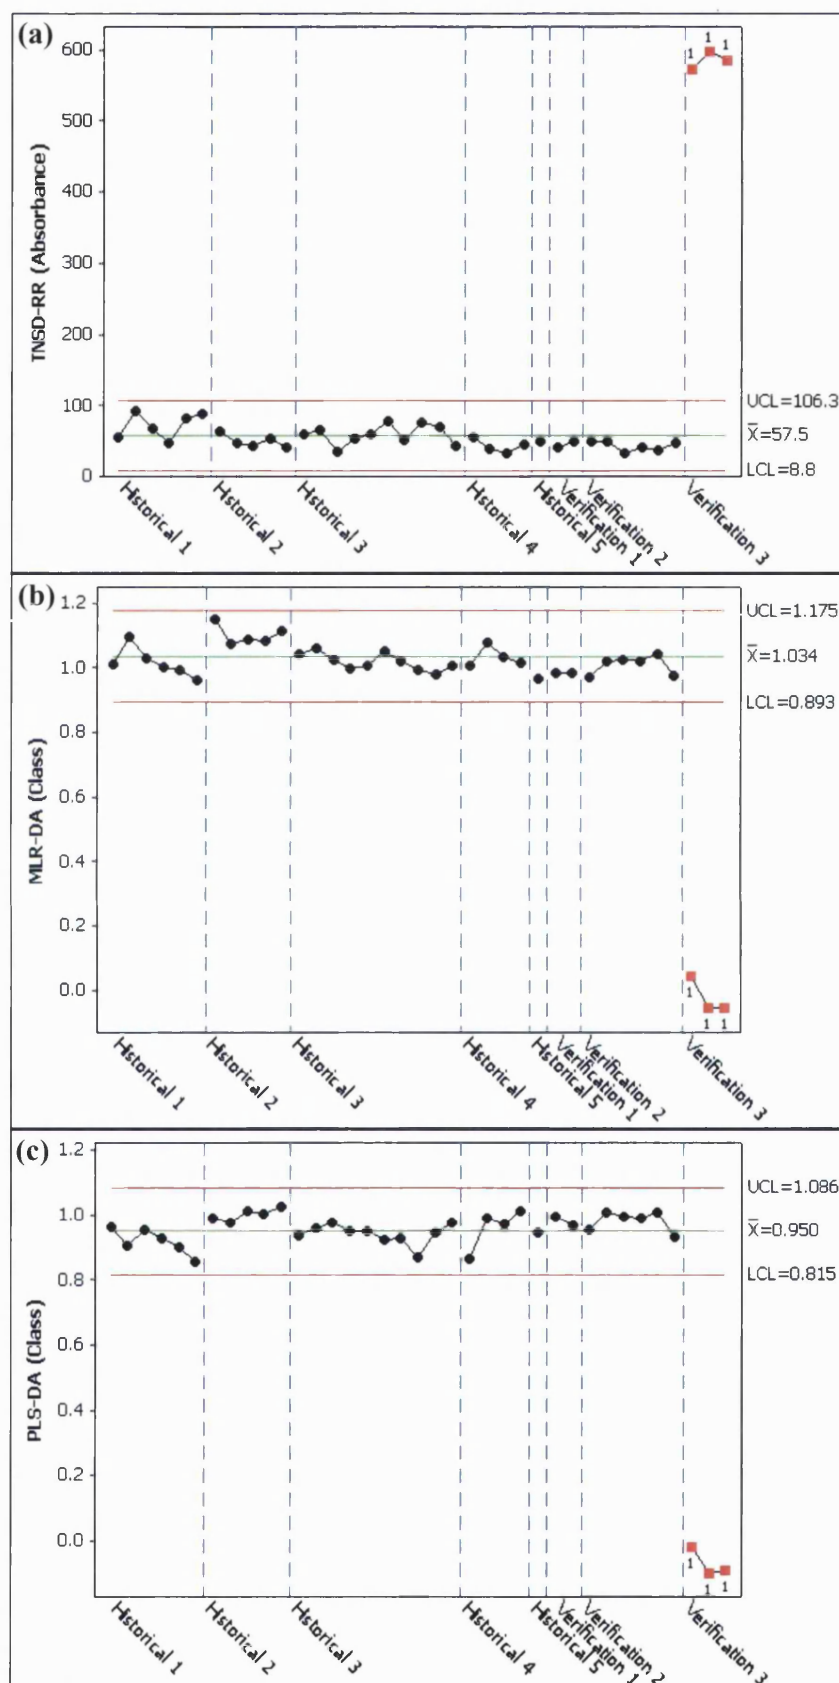 (a)
TNSD-RR (Absorbance)
600
500
400
300
200
100
0
1
1
1
UCL=106.3
X̄=57.5
LCL=8.8
Historical 1
Historical 2
Historical 3
Historical 4
Historical 5
Verification 1
Verification 2
Verification 3
(b)
MLR-DA (Class)
1.2
1.0
0.8
0.6
0.4
0.2
0.0
1
1
1
UCL=1.175
X̄=1.034
LCL=0.893
Historical 1
Historical 2
Historical 3
Historical 4
Historical 5
Verification 1
Verification 2
Verification 3
(c)
PLS-DA (Class)
1.2
1.0
0.8
0.6
0.4
0.2
0.0
1
1
1
UCL=1.086
X̄=0.950
LCL=0.815
Historical 1
Historical 2
Historical 3
Historical 4
Historical 5
Verification 1
Verification 2
Verification 3